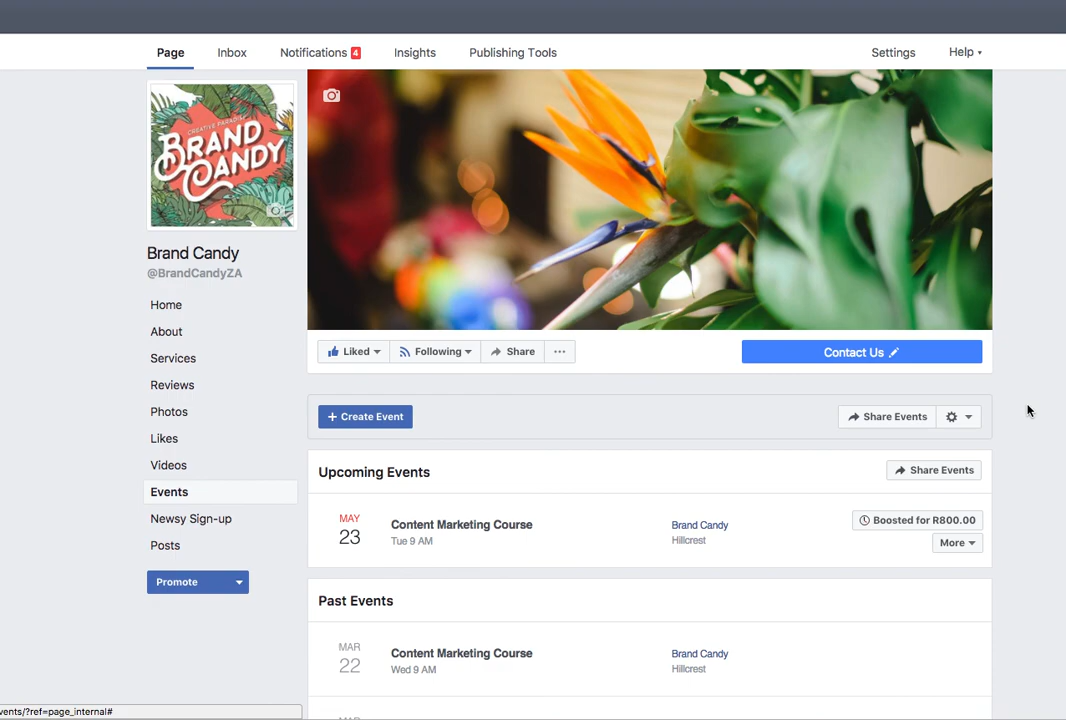 Page Inbox Notifications 4 Insights Publishing Tools Settings Help
CREATIVE PARADISE
BRAND
CANDY
Brand Candy
@BrandCandyZA
Home
About
Services
Reviews
Photos
Likes
Videos
Events
Newsy Sign-up
Posts
Promote
Liked Following Share ...
Contact Us
+ Create Event
Share Events
Upcoming Events
Share Events
MAY
23
Content Marketing Course
Tue 9 AM
Brand Candy
Hillcrest
Boosted for R800.00
More
Past Events
MAR
22
Content Marketing Course
Wed 9 AM
Brand Candy
Hillcrest
vents/?ref=page_internal#